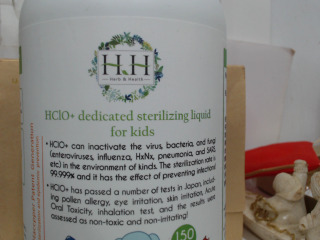 H.H
Herb & Health
HClO+ dedicated sterilizing liquid
for kids
• HClO+ can inactivate the virus, bacteria, and fungi
(enteroviruses, influenza, HxNx, pneumonia, and SARS,
etc) in the environment of kinds. The sterilization rate is
99.999% and it has the effect of preventing infections!
• HClO+ has passed a number of tests in Japan, includ-
ing pollen allergy, eye irritation, skin irritation, Acute
Oral Toxicity, inhalation test, and the results were
assessed as non-toxic and non-irritating!
150